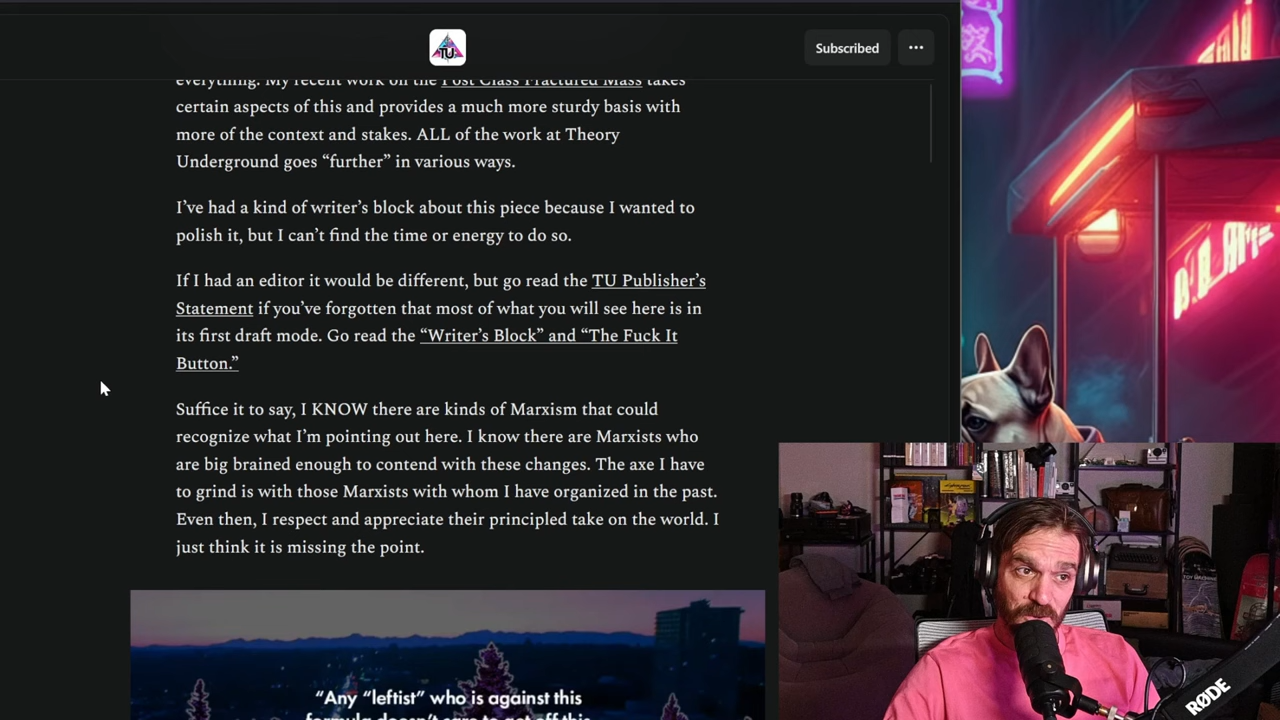 TU
Subscribed
everything. My recent work on the Post Class Fractured Mass takes
certain aspects of this and provides a much more sturdy basis with
more of the context and stakes. ALL of the work at Theory
Underground goes “further” in various ways.
I’ve had a kind of writer’s block about this piece because I wanted to
polish it, but I can’t find the time or energy to do so.
If I had an editor it would be different, but go read the TU Publisher’s
Statement if you’ve forgotten that most of what you will see here is in
its first draft mode. Go read the “Writer’s Block” and “The Fuck It
Button.”
Suffice it to say, I KNOW there are kinds of Marxism that could
recognize what I’m pointing out here. I know there are Marxists who
are big brained enough to contend with these changes. The axe I have
to grind is with those Marxists with whom I have organized in the past.
Even then, I respect and appreciate their principled take on the world. I
just think it is missing the point.
“Any “leftist” who is against this
formula doesn’t care to get off this
RØDE